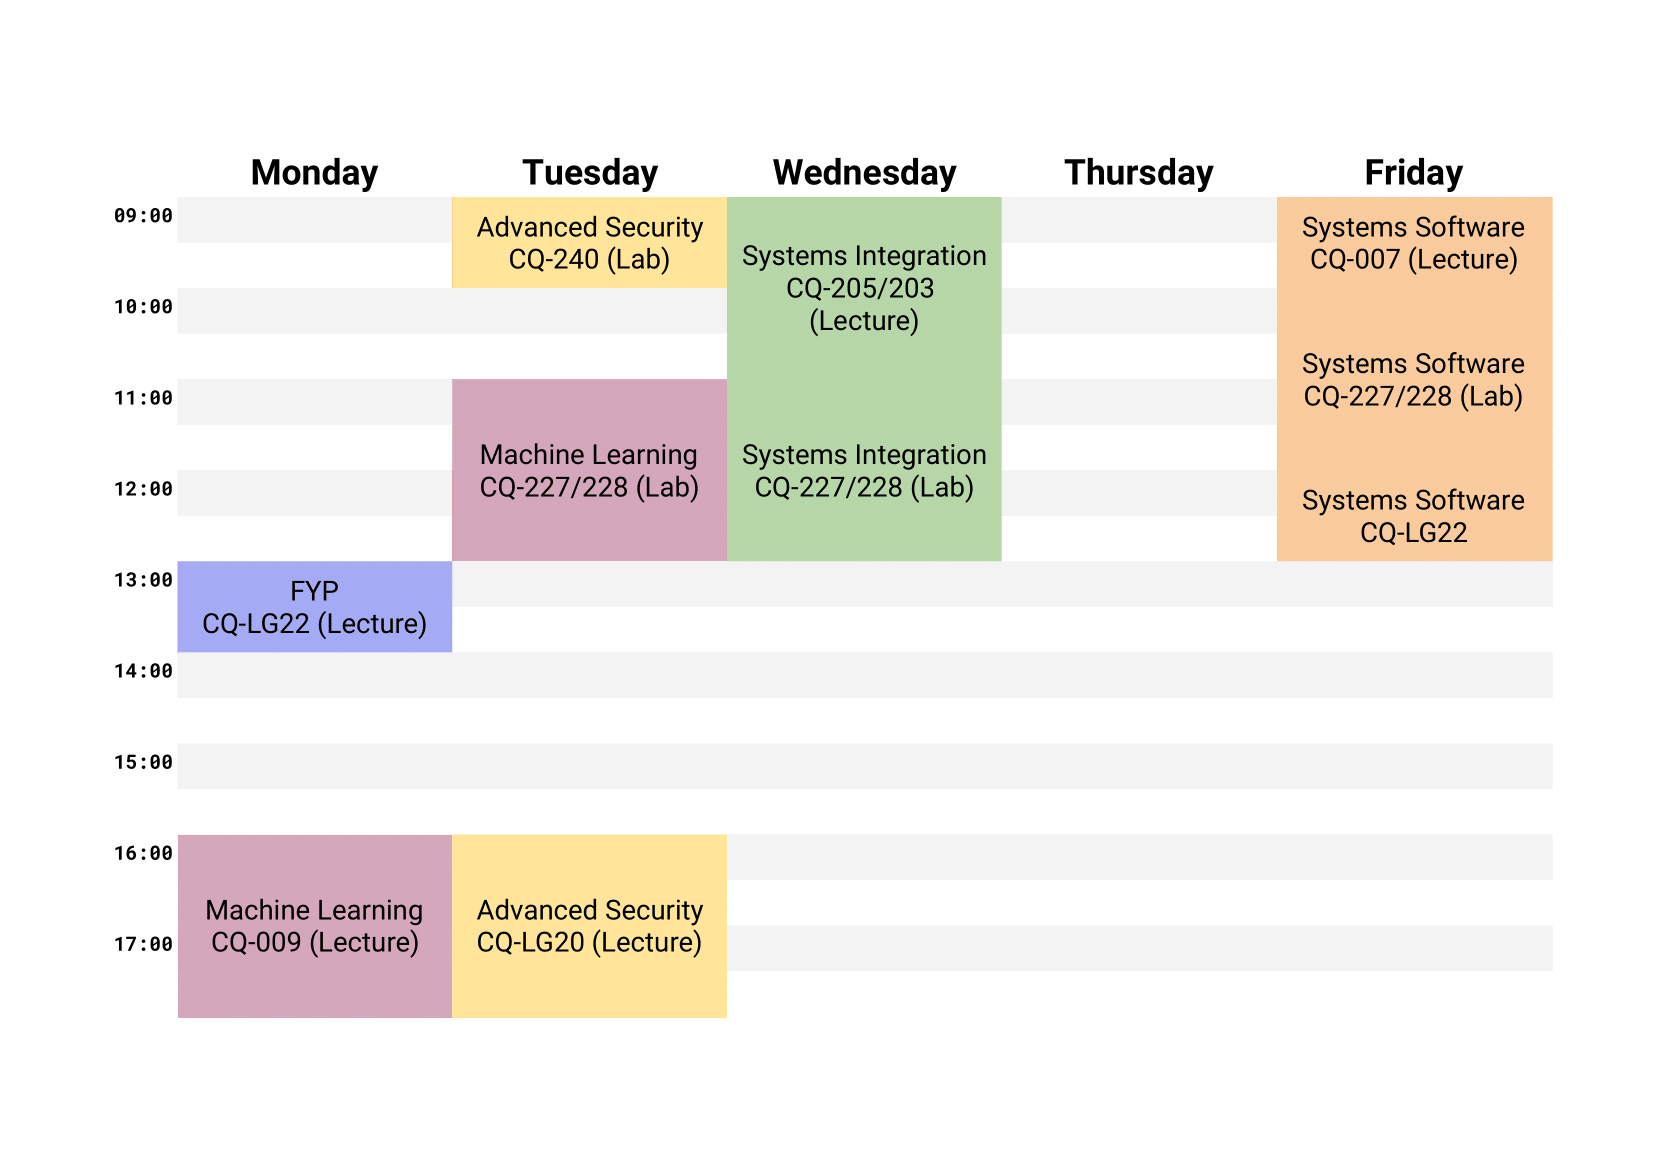 Monday Tuesday Wednesday Thursday Friday
09:00
Advanced Security
CQ-240 (Lab)
Systems Integration
CQ-205/203
(Lecture)
Systems Software
CQ-007 (Lecture)
10:00
Systems Software
CQ-227/228 (Lab)
11:00
Machine Learning
CQ-227/228 (Lab)
Systems Integration
CQ-227/228 (Lab)
12:00
Systems Software
CQ-LG22
13:00
FYP
CQ-LG22 (Lecture)
14:00
15:00
16:00
Machine Learning
CQ-009 (Lecture)
Advanced Security
CQ-LG20 (Lecture)
17:00